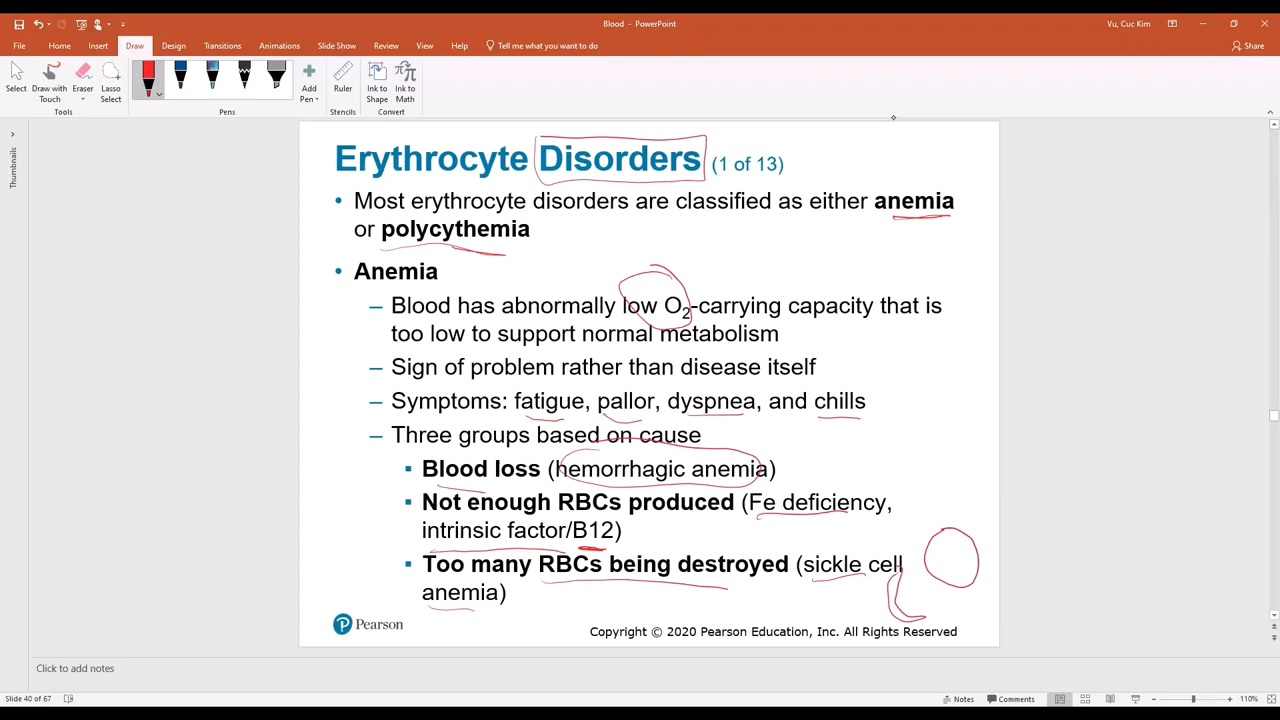 Blood - PowerPoint
Vu, Cuc Kim
File Home Insert Draw Design Transitions Animations Slide Show Review View Help Tell me what you want to do Share
Select
Draw with Touch
Eraser
Lasso Select
Add Pen
Ruler
Ink to Shape
Ink to Math
Tools Pens Stencils Convert
Thumbnails
Erythrocyte Disorders (1 of 13)
• Most erythrocyte disorders are classified as either anemia
or polycythemia
• Anemia
– Blood has abnormally low O2-carrying capacity that is
too low to support normal metabolism
– Sign of problem rather than disease itself
– Symptoms: fatigue, pallor, dyspnea, and chills
– Three groups based on cause
▪ Blood loss (hemorrhagic anemia)
▪ Not enough RBCs produced (Fe deficiency,
intrinsic factor/B12)
▪ Too many RBCs being destroyed (sickle cell
anemia)
P Pearson
Copyright © 2020 Pearson Education, Inc. All Rights Reserved
Click to add notes
Slide 40 of 67 Notes Comments 110%